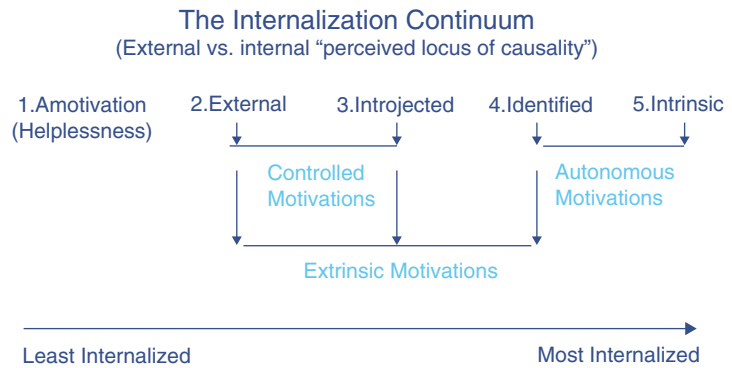 The Internalization Continuum
(External vs. internal “perceived locus of causality”)
1.Amotivation 2.External 3.Introjected 4.Identified 5.Intrinsic
(Helplessness)
Controlled Autonomous
Motivations Motivations
Extrinsic Motivations
Least Internalized Most Internalized